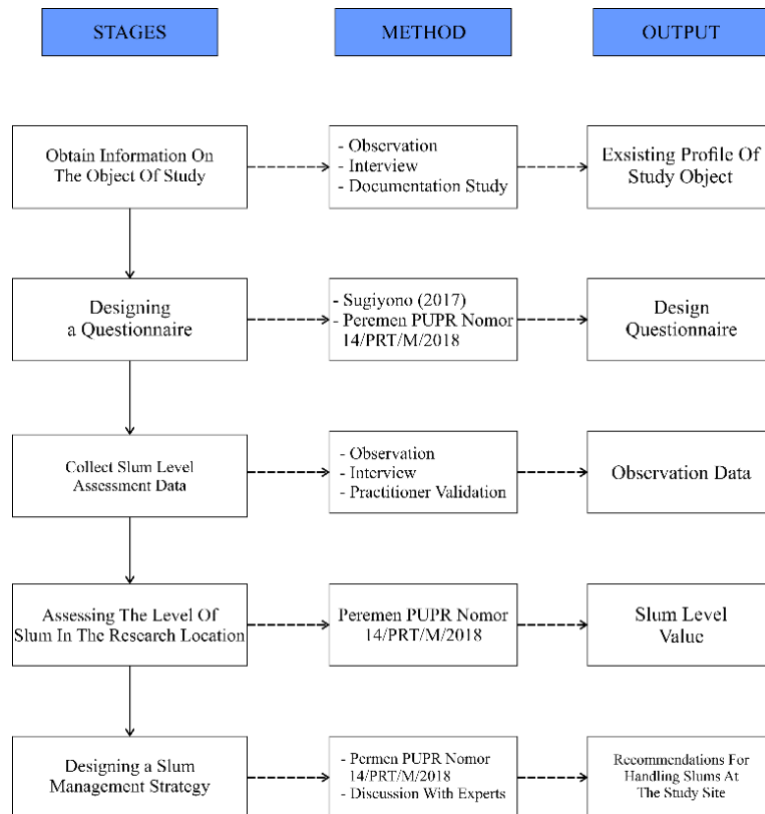 STAGES
METHOD
OUTPUT
Obtain Information On
The Object Of Study
- Observation
- Interview
- Documentation Study
Exsisting Profile Of
Study Object
Designing
a Questionnaire
- Sugiyono (2017)
- Peremen PUPR Nomor
14/PRT/M/2018
Design
Questionnaire
Collect Slum Level
Assessment Data
- Observation
- Interview
- Practitioner Validation
Observation Data
Assessing The Level Of
Slum In The Research Location
Peremen PUPR Nomor
14/PRT/M/2018
Slum Level
Value
Designing a Slum
Management Strategy
- Permen PUPR Nomor
14/PRT/M/2018
- Discussion With Experts
Recommendations For
Handling Slums At
The Study Site